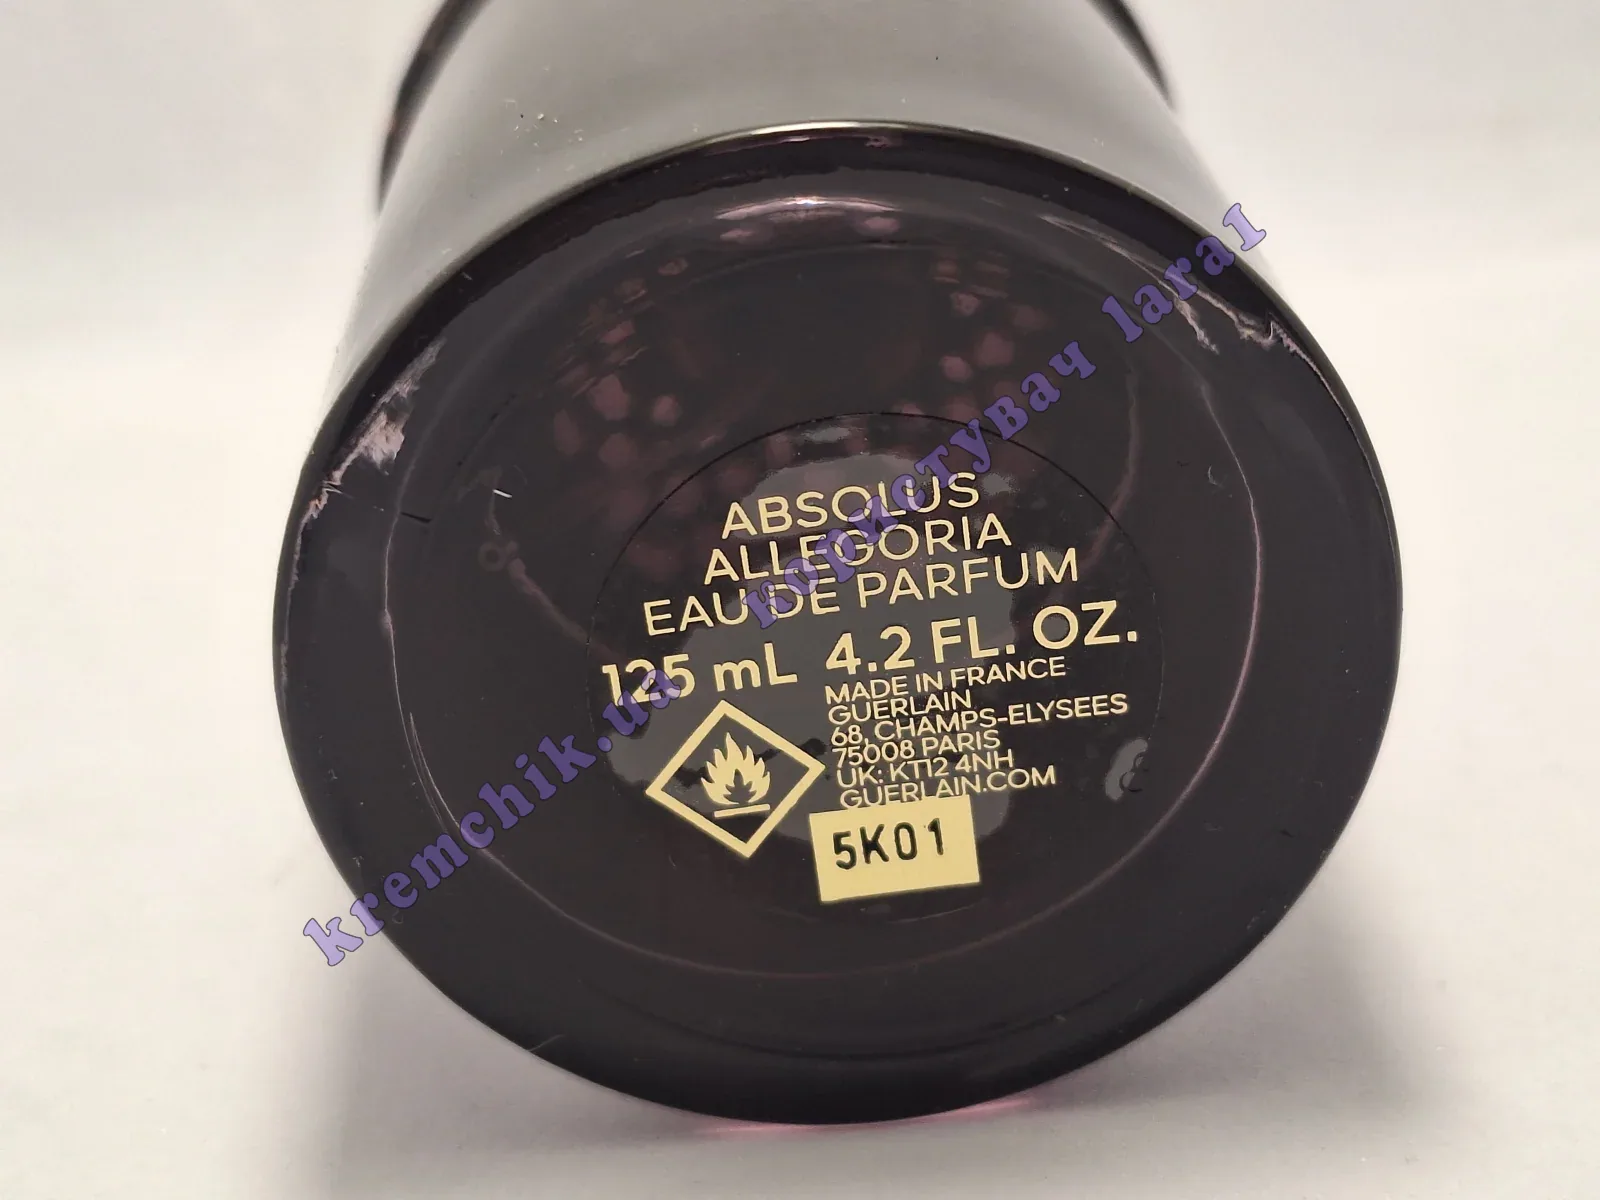 ABSOLUS
ALLEGORIA
EAU DE PARFUM
125 mL 4.2 FL. OZ.
MADE IN FRANCE
GUERLAIN
68, CHAMPS-ELYSEES
75008 PARIS
UK: KT12 4NH
GUERLAIN.COM
5K01
kremchik.ua користувач lara1